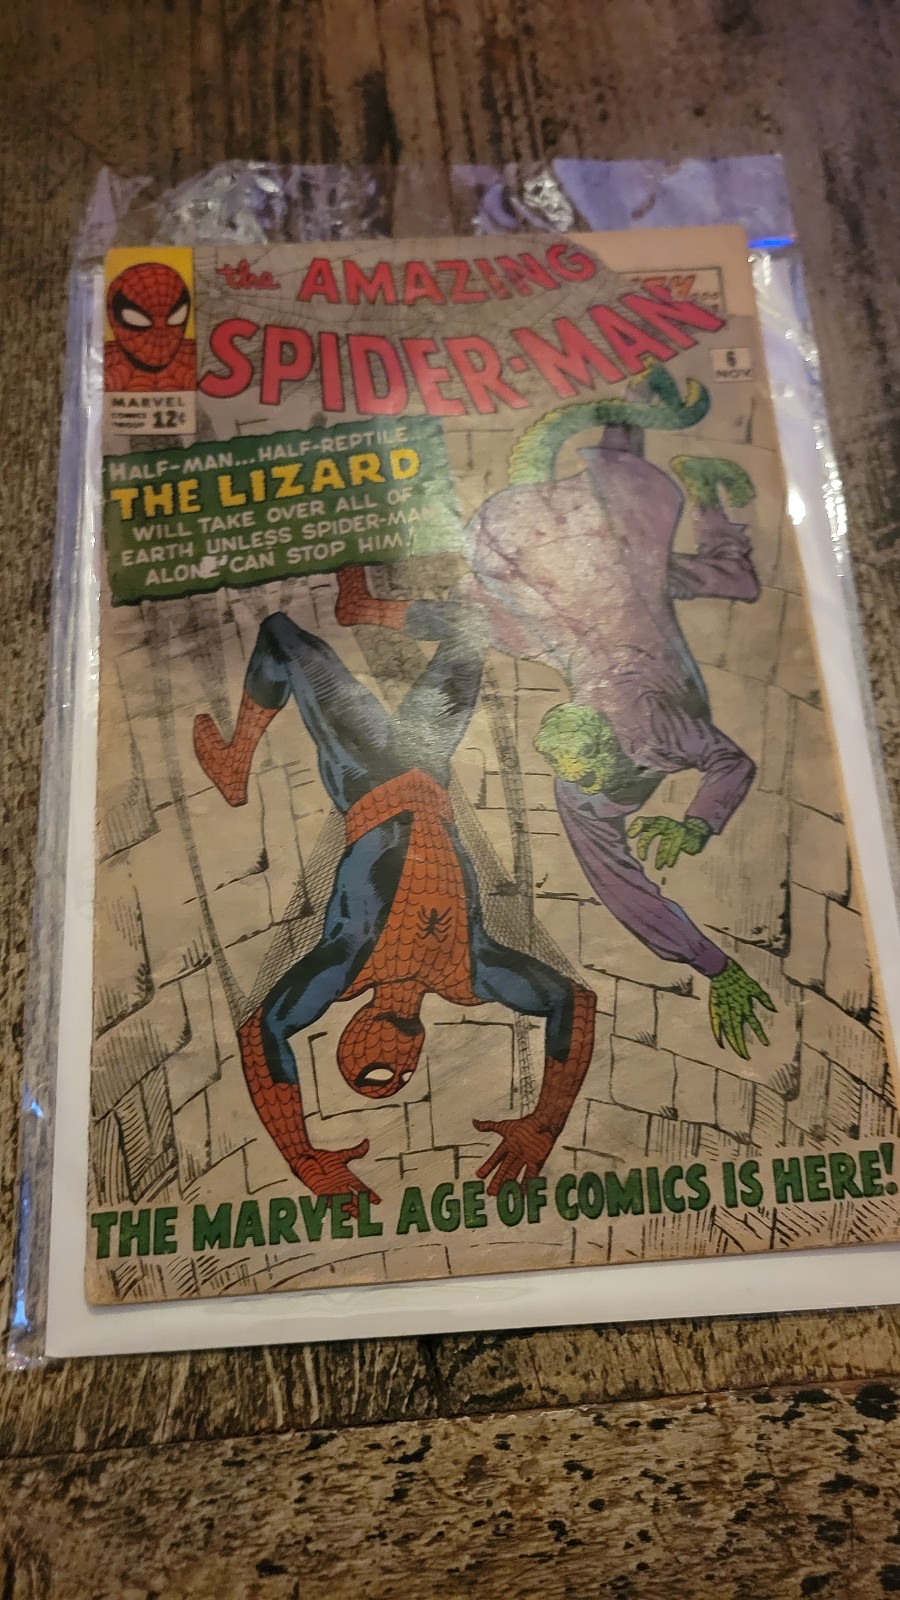 the AMAZING
SPIDER-MAN
6
NOV.
MARVEL
COMICS
GROUP 12¢
HALF-MAN...HALF-REPTILE...
THE LIZARD
WILL TAKE OVER ALL OF
EARTH UNLESS SPIDER-MAN
ALONE CAN STOP HIM!
THE MARVEL AGE OF COMICS IS HERE!